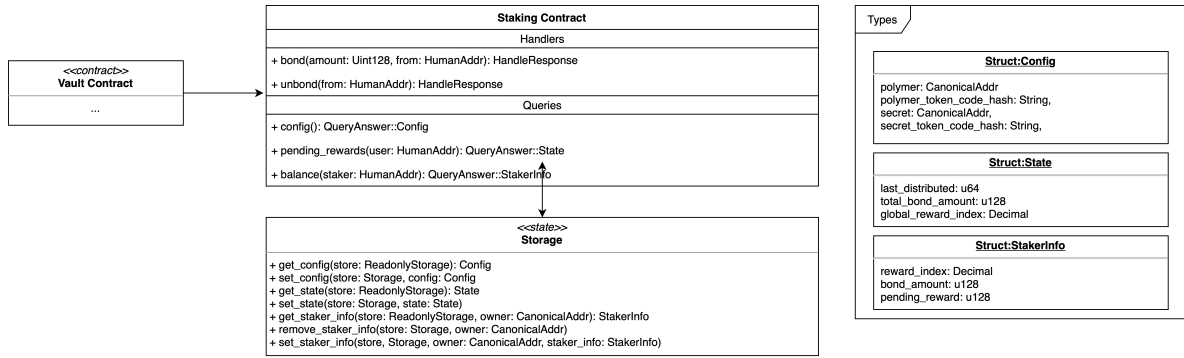 <<contract>>
Vault Contract
...
Staking Contract
Handlers
+ bond(amount: Uint128, from: HumanAddr): HandleResponse
+ unbond(from: HumanAddr): HandleResponse
Queries
+ config(): QueryAnswer::Config
+ pending_rewards(user: HumanAddr): QueryAnswer::State
+ balance(staker: HumanAddr): QueryAnswer::StakerInfo
<<state>>
Storage
+ get_config(store: ReadonlyStorage): Config
+ set_config(store: Storage, config: Config
+ get_state(store: ReadonlyStorage): State
+ set_state(store: Storage, state: State)
+ get_staker_info(store: ReadonlyStorage, owner: CanonicalAddr): StakerInfo
+ remove_staker_info(store: Storage, owner: CanonicalAddr)
+ set_staker_info(store, Storage, owner: CanonicalAddr, staker_info: StakerInfo)
Types
Struct:Config
polymer: CanonicalAddr
polymer_token_code_hash: String,
secret: CanonicalAddr,
secret_token_code_hash: String,
Struct:State
last_distributed: u64
total_bond_amount: u128
global_reward_index: Decimal
Struct:StakerInfo
reward_index: Decimal
bond_amount: u128
pending_reward: u128